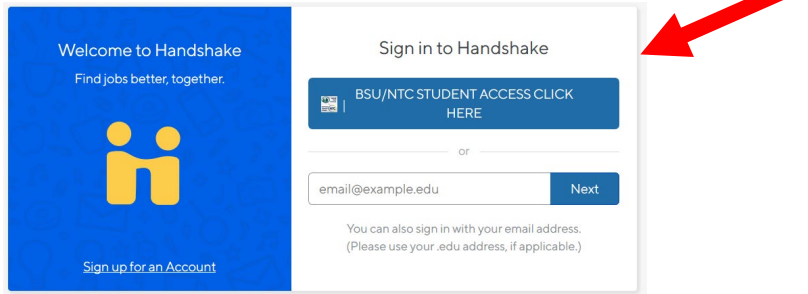 Welcome to Handshake
Find jobs better, together.
Sign up for an Account
Sign in to Handshake
BSU/NTC STUDENT ACCESS CLICK
HERE
or
email@example.edu
Next
You can also sign in with your email address.
(Please use your .edu address, if applicable.)